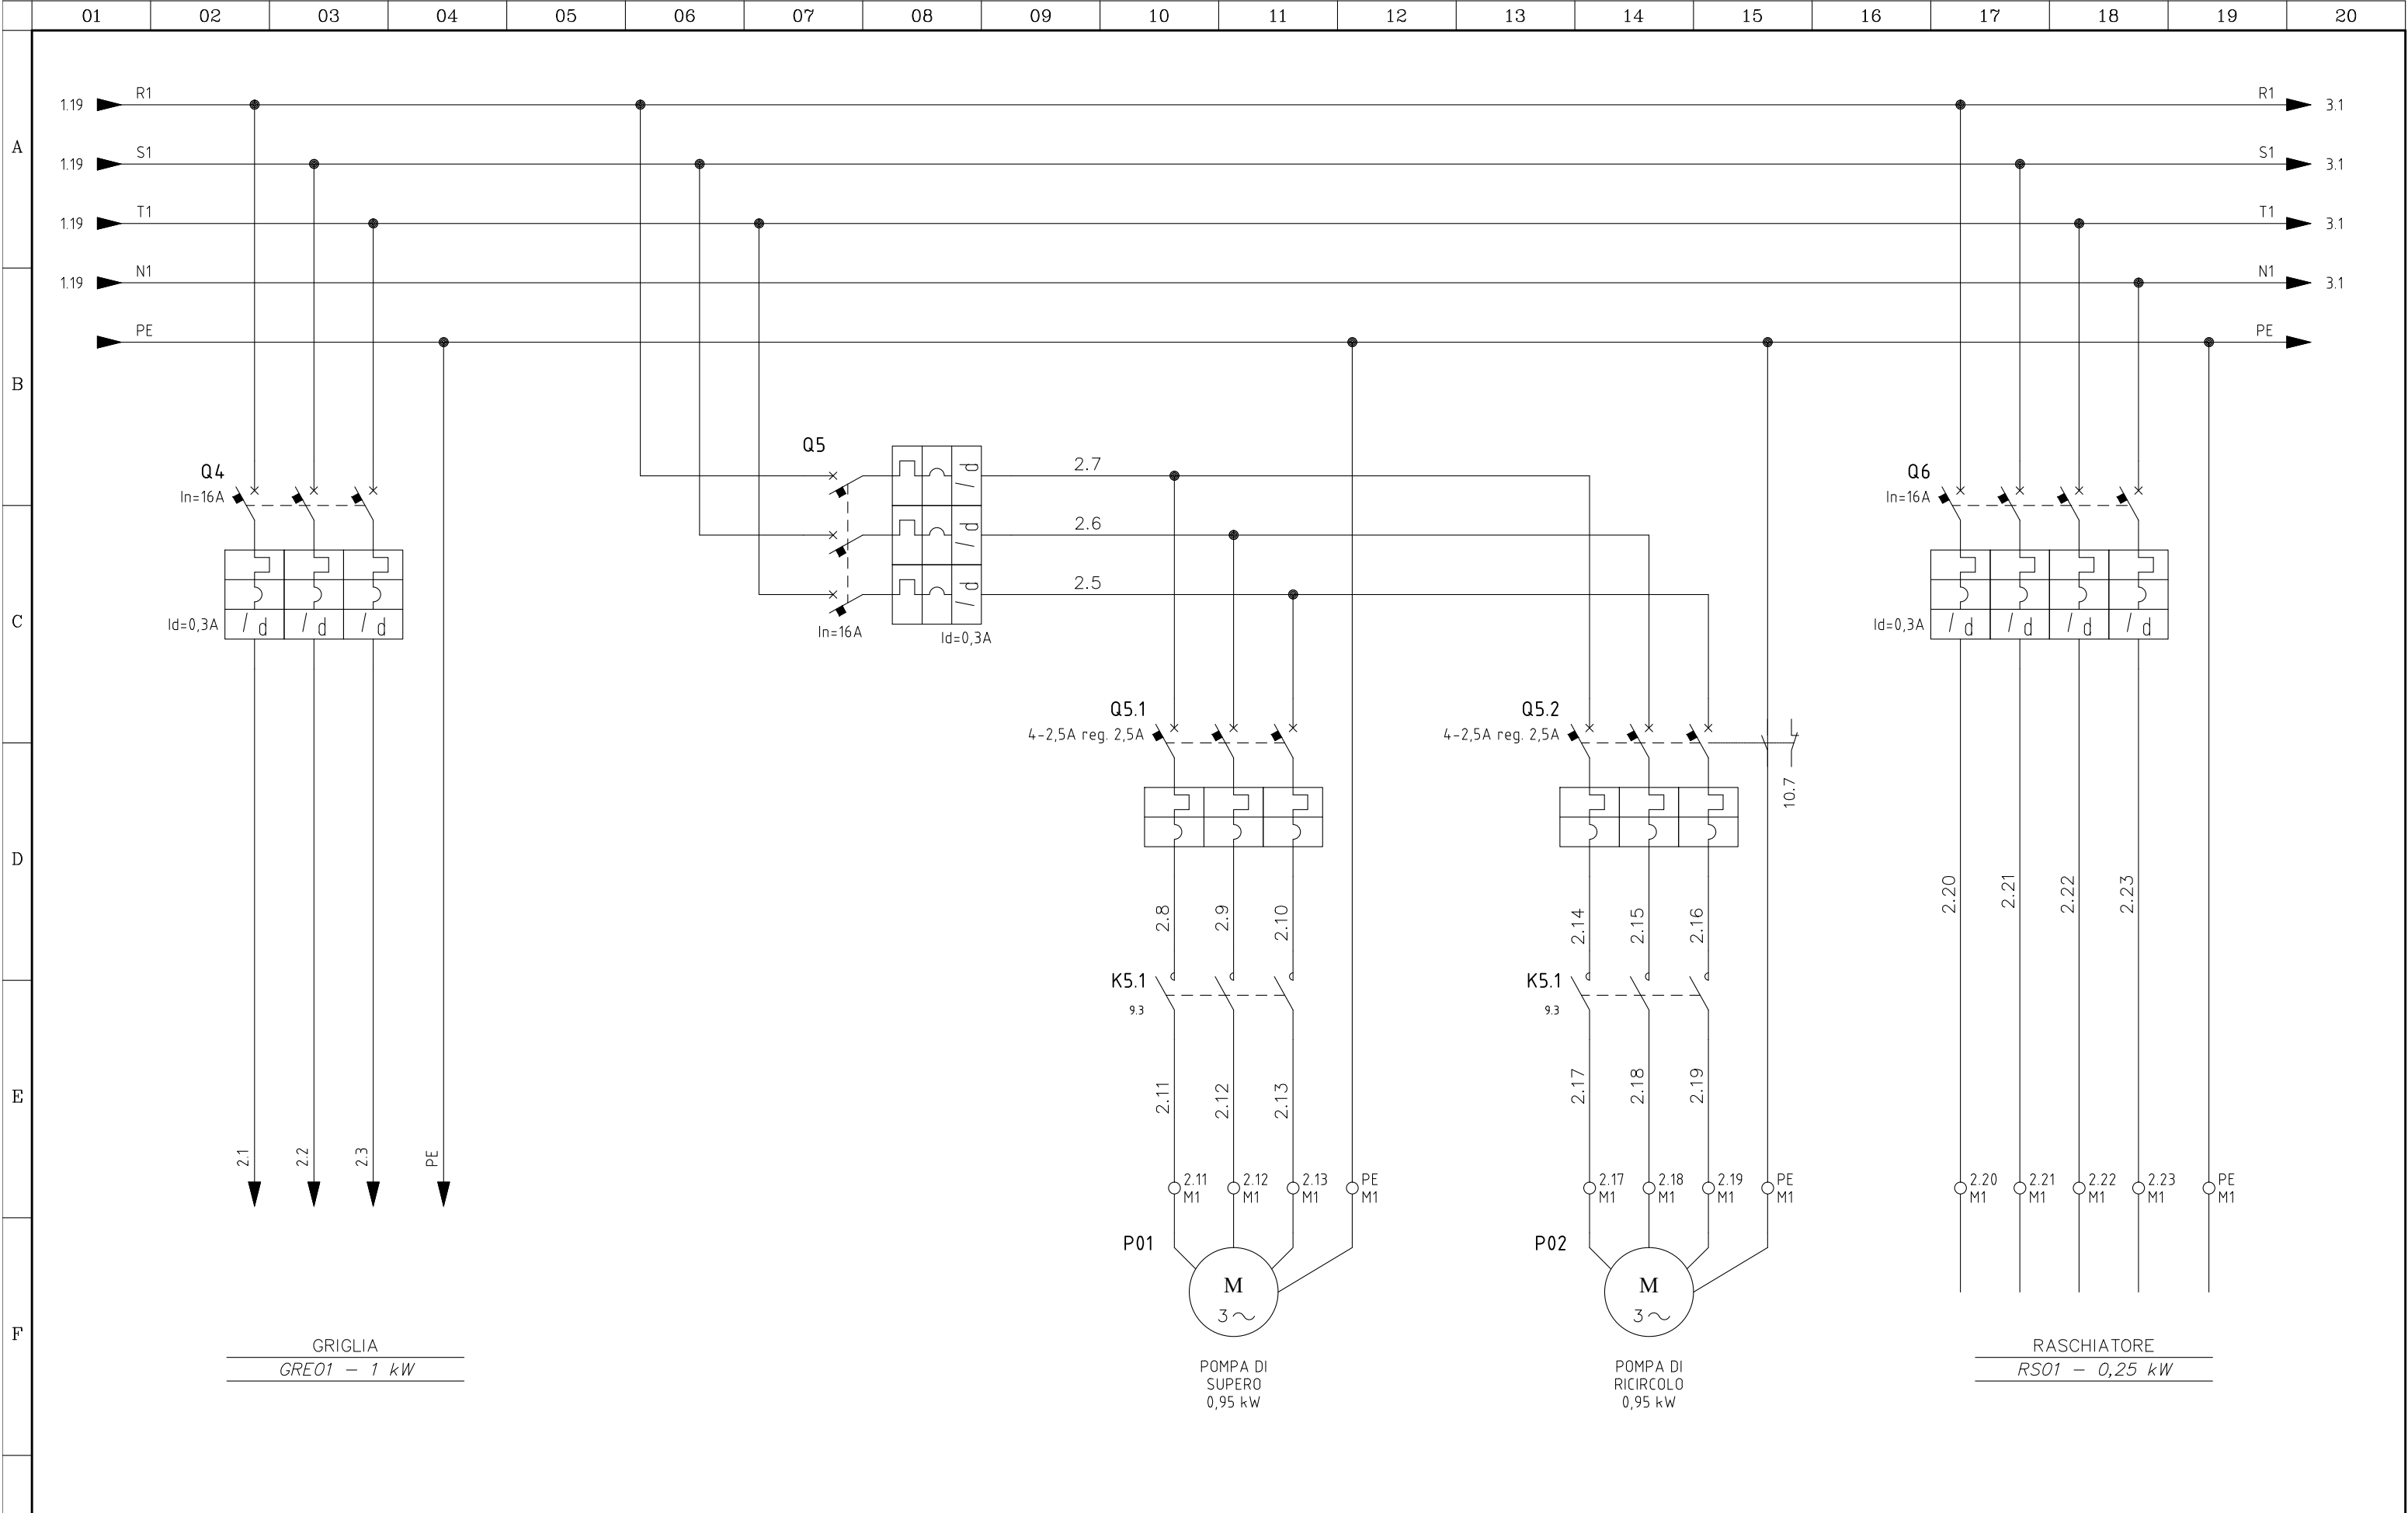 01 02 03 04 05 06 07 08 09 10 11 12 13 14 15 16 17 18 19 20
A
B
C
D
E
F
1.19 R1 R1 3.1
1.19 S1 S1 3.1
1.19 T1 T1 3.1
1.19 N1 N1 3.1
PE PE
Q4
In=16A
Id=0,3A
/d /d /d
2.1 2.2 2.3 PE
GRIGLIA
GRE01 - 1 kW
Q5
In=16A
Id=0,3A
/d
/d
/d
2.7
2.6
2.5
Q5.1
4-2,5A reg. 2,5A
2.8 2.9 2.10
K5.1
9.3
2.11 2.12 2.13
2.11 2.12 2.13 PE
M1 M1 M1 M1
P01
M
3~
POMPA DI
SUPERO
0,95 kW
Q5.2
4-2,5A reg. 2,5A
10.7
2.14 2.15 2.16
K5.1
9.3
2.17 2.18 2.19
2.17 2.18 2.19 PE
M1 M1 M1 M1
P02
M
3~
POMPA DI
RICIRCOLO
0,95 kW
Q6
In=16A
Id=0,3A
/d /d /d /d
2.20 2.21 2.22 2.23
2.20 2.21 2.22 2.23 PE
M1 M1 M1 M1 M1
RASCHIATORE
RS01 - 0,25 kW